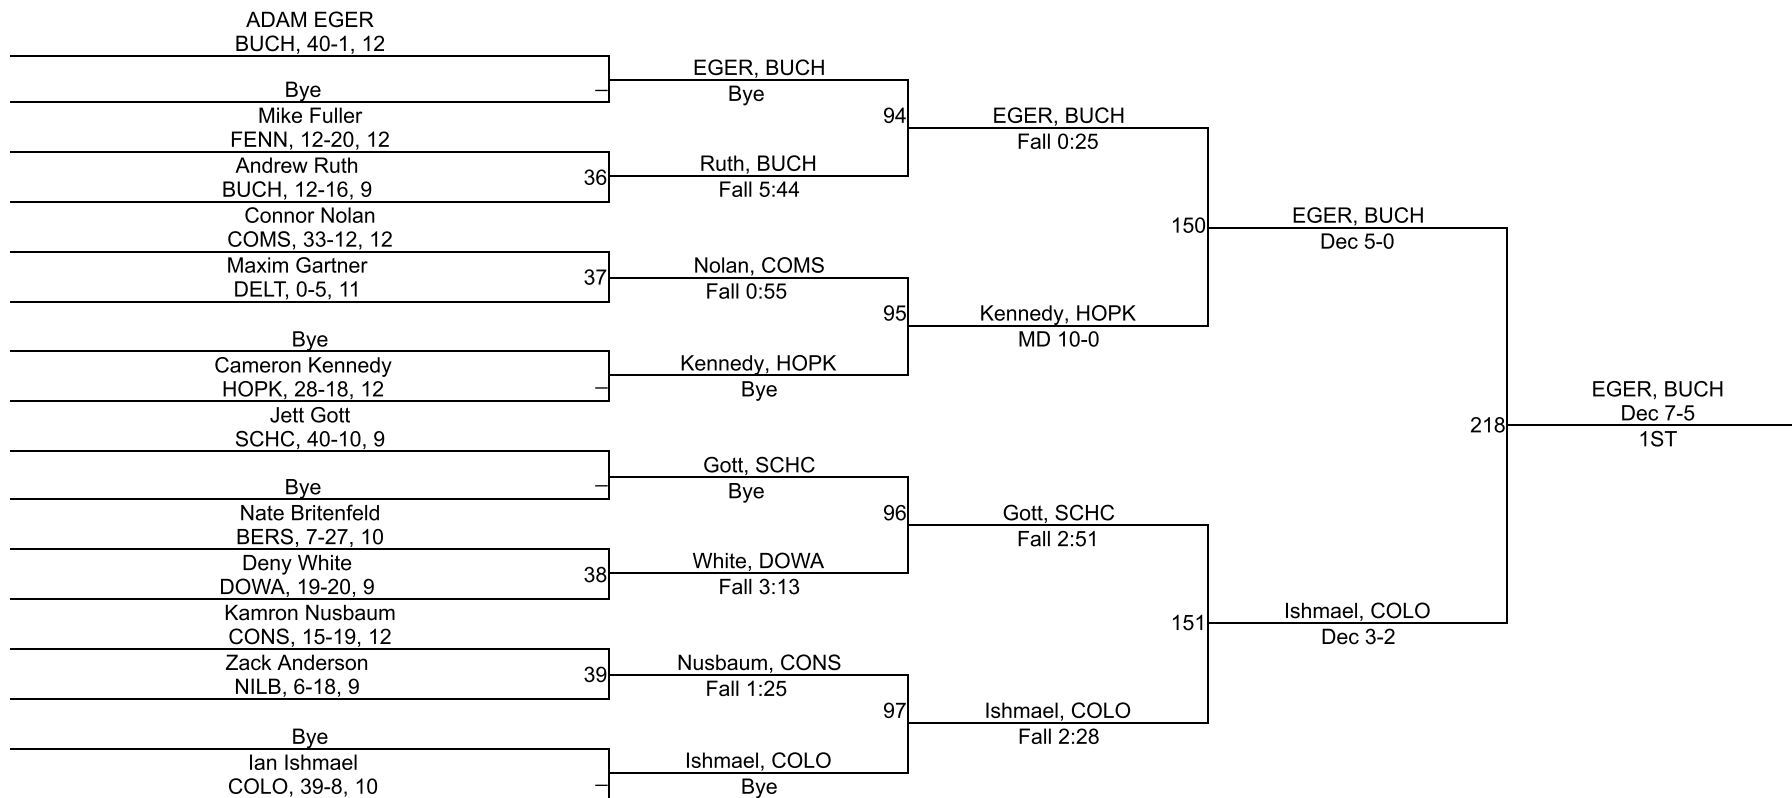 ADAM EGER
BUCH, 40-1, 12
Bye
–
Mike Fuller
FENN, 12-20, 12
Andrew Ruth
BUCH, 12-16, 9
36
Connor Nolan
COMS, 33-12, 12
Maxim Gartner
DELT, 0-5, 11
37
Bye
Cameron Kennedy
HOPK, 28-18, 12
–
Jett Gott
SCHC, 40-10, 9
Bye
–
Nate Britenfeld
BERS, 7-27, 10
Deny White
DOWA, 19-20, 9
38
Kamron Nusbaum
CONS, 15-19, 12
Zack Anderson
NILB, 6-18, 9
39
Bye
Ian Ishmael
COLO, 39-8, 10
–
EGER, BUCH
Bye
94
Ruth, BUCH
Fall 5:44
Nolan, COMS
Fall 0:55
95
Kennedy, HOPK
Bye
Gott, SCHC
Bye
96
White, DOWA
Fall 3:13
Nusbaum, CONS
Fall 1:25
97
Ishmael, COLO
Bye
EGER, BUCH
Fall 0:25
150
Kennedy, HOPK
MD 10-0
Gott, SCHC
Fall 2:51
151
Ishmael, COLO
Fall 2:28
EGER, BUCH
Dec 5-0
218
Ishmael, COLO
Dec 3-2
EGER, BUCH
Dec 7-5
1ST